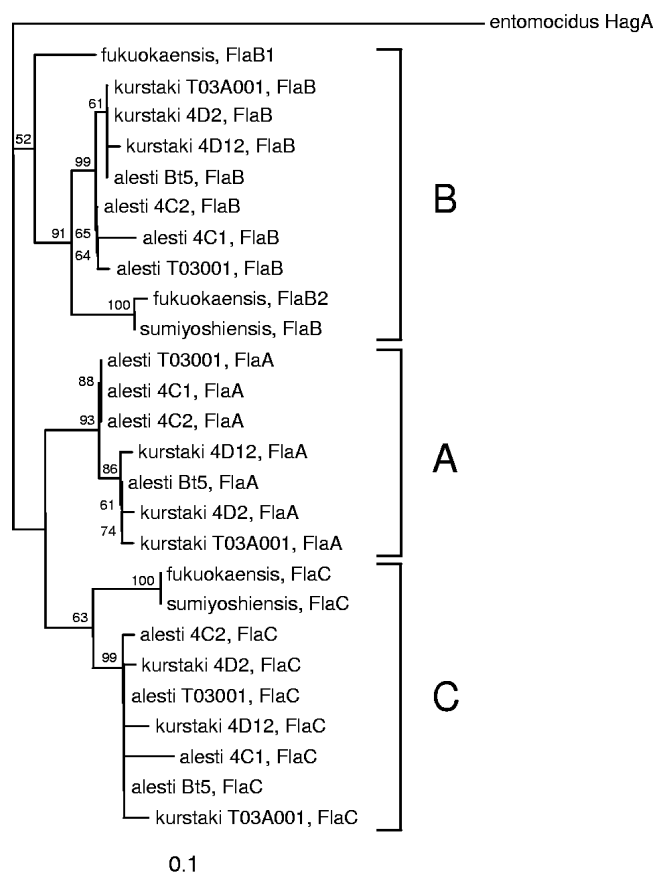 entomocidus HagA
fukuokaensis, FlaB1
kurstaki T03A001, FlaB
61
kurstaki 4D2, FlaB
52
kurstaki 4D12, FlaB
99
alesti Bt5, FlaB
B
alesti 4C2, FlaB
91
65
alesti 4C1, FlaB
64
alesti T03001, FlaB
100
fukuokaensis, FlaB2
sumiyoshiensis, FlaB
alesti T03001, FlaA
88
alesti 4C1, FlaA
93
alesti 4C2, FlaA
kurstaki 4D12, FlaA
A
86
alesti Bt5, FlaA
61
kurstaki 4D2, FlaA
74
kurstaki T03A001, FlaA
100
fukuokaensis, FlaC
sumiyoshiensis, FlaC
63
alesti 4C2, FlaC
99
kurstaki 4D2, FlaC
alesti T03001, FlaC
C
kurstaki 4D12, FlaC
alesti 4C1, FlaC
alesti Bt5, FlaC
kurstaki T03A001, FlaC
0.1